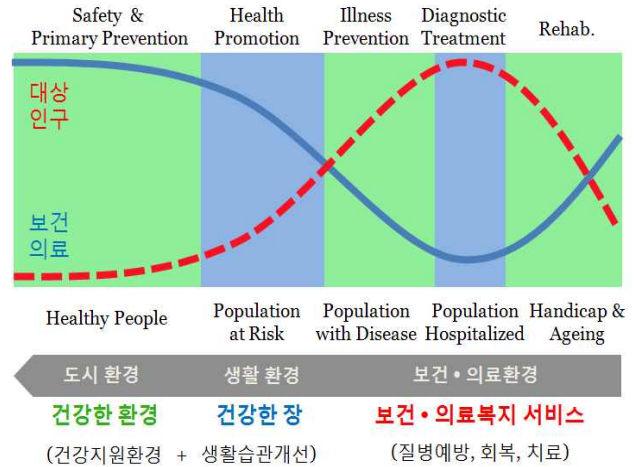 Safety &
Primary Prevention
Health
Promotion
Illness
Prevention
Diagnostic
Treatment
Rehab.
대상
인구
보건
의료
Healthy People
Population
at Risk
Population
with Disease
Population
Hospitalized
Handicap &
Ageing
도시 환경
생활 환경
보건 • 의료환경
건강한 환경
건강한 장
보건 • 의료복지 서비스
(건강지원환경 + 생활습관개선)
(질병예방, 회복, 치료)